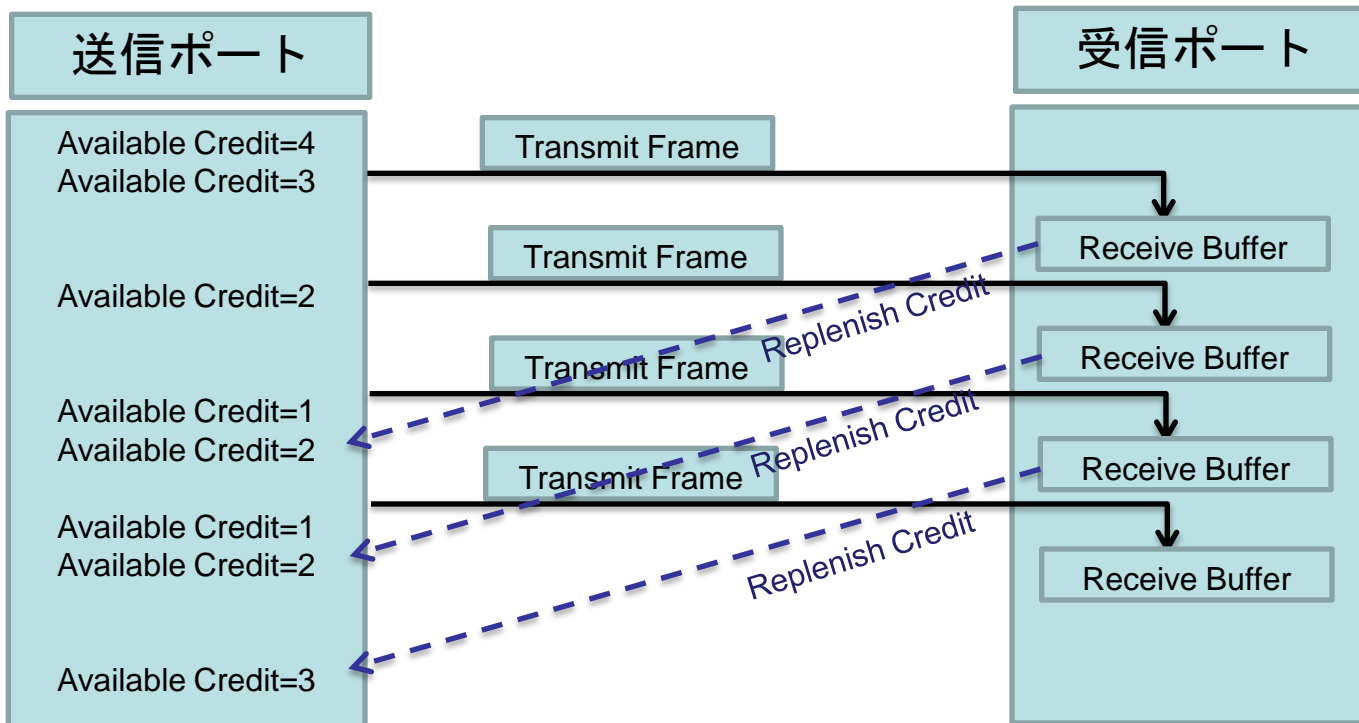 送信ポート
受信ポート
Available Credit=4
Available Credit=3
Transmit Frame
Receive Buffer
Transmit Frame
Available Credit=2
Replenish Credit
Receive Buffer
Transmit Frame
Available Credit=1
Available Credit=2
Replenish Credit
Receive Buffer
Transmit Frame
Available Credit=1
Available Credit=2
Replenish Credit
Receive Buffer
Available Credit=3